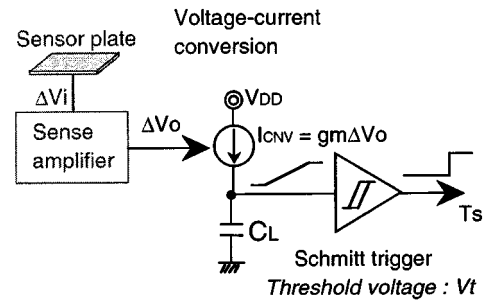 Voltage-current
conversion
Sensor plate
ΔVi
Sense
amplifier
ΔVo
VDD
ICNV = gmΔVo
CL
Ts
Schmitt trigger
Threshold voltage : Vt